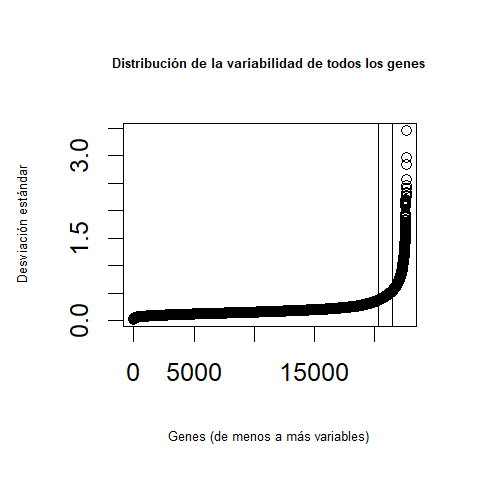 Distribución de la variabilidad de todos los genes
Desviación estándar
3.0
1.5
0.0
0 5000 15000
Genes (de menos a más variables)